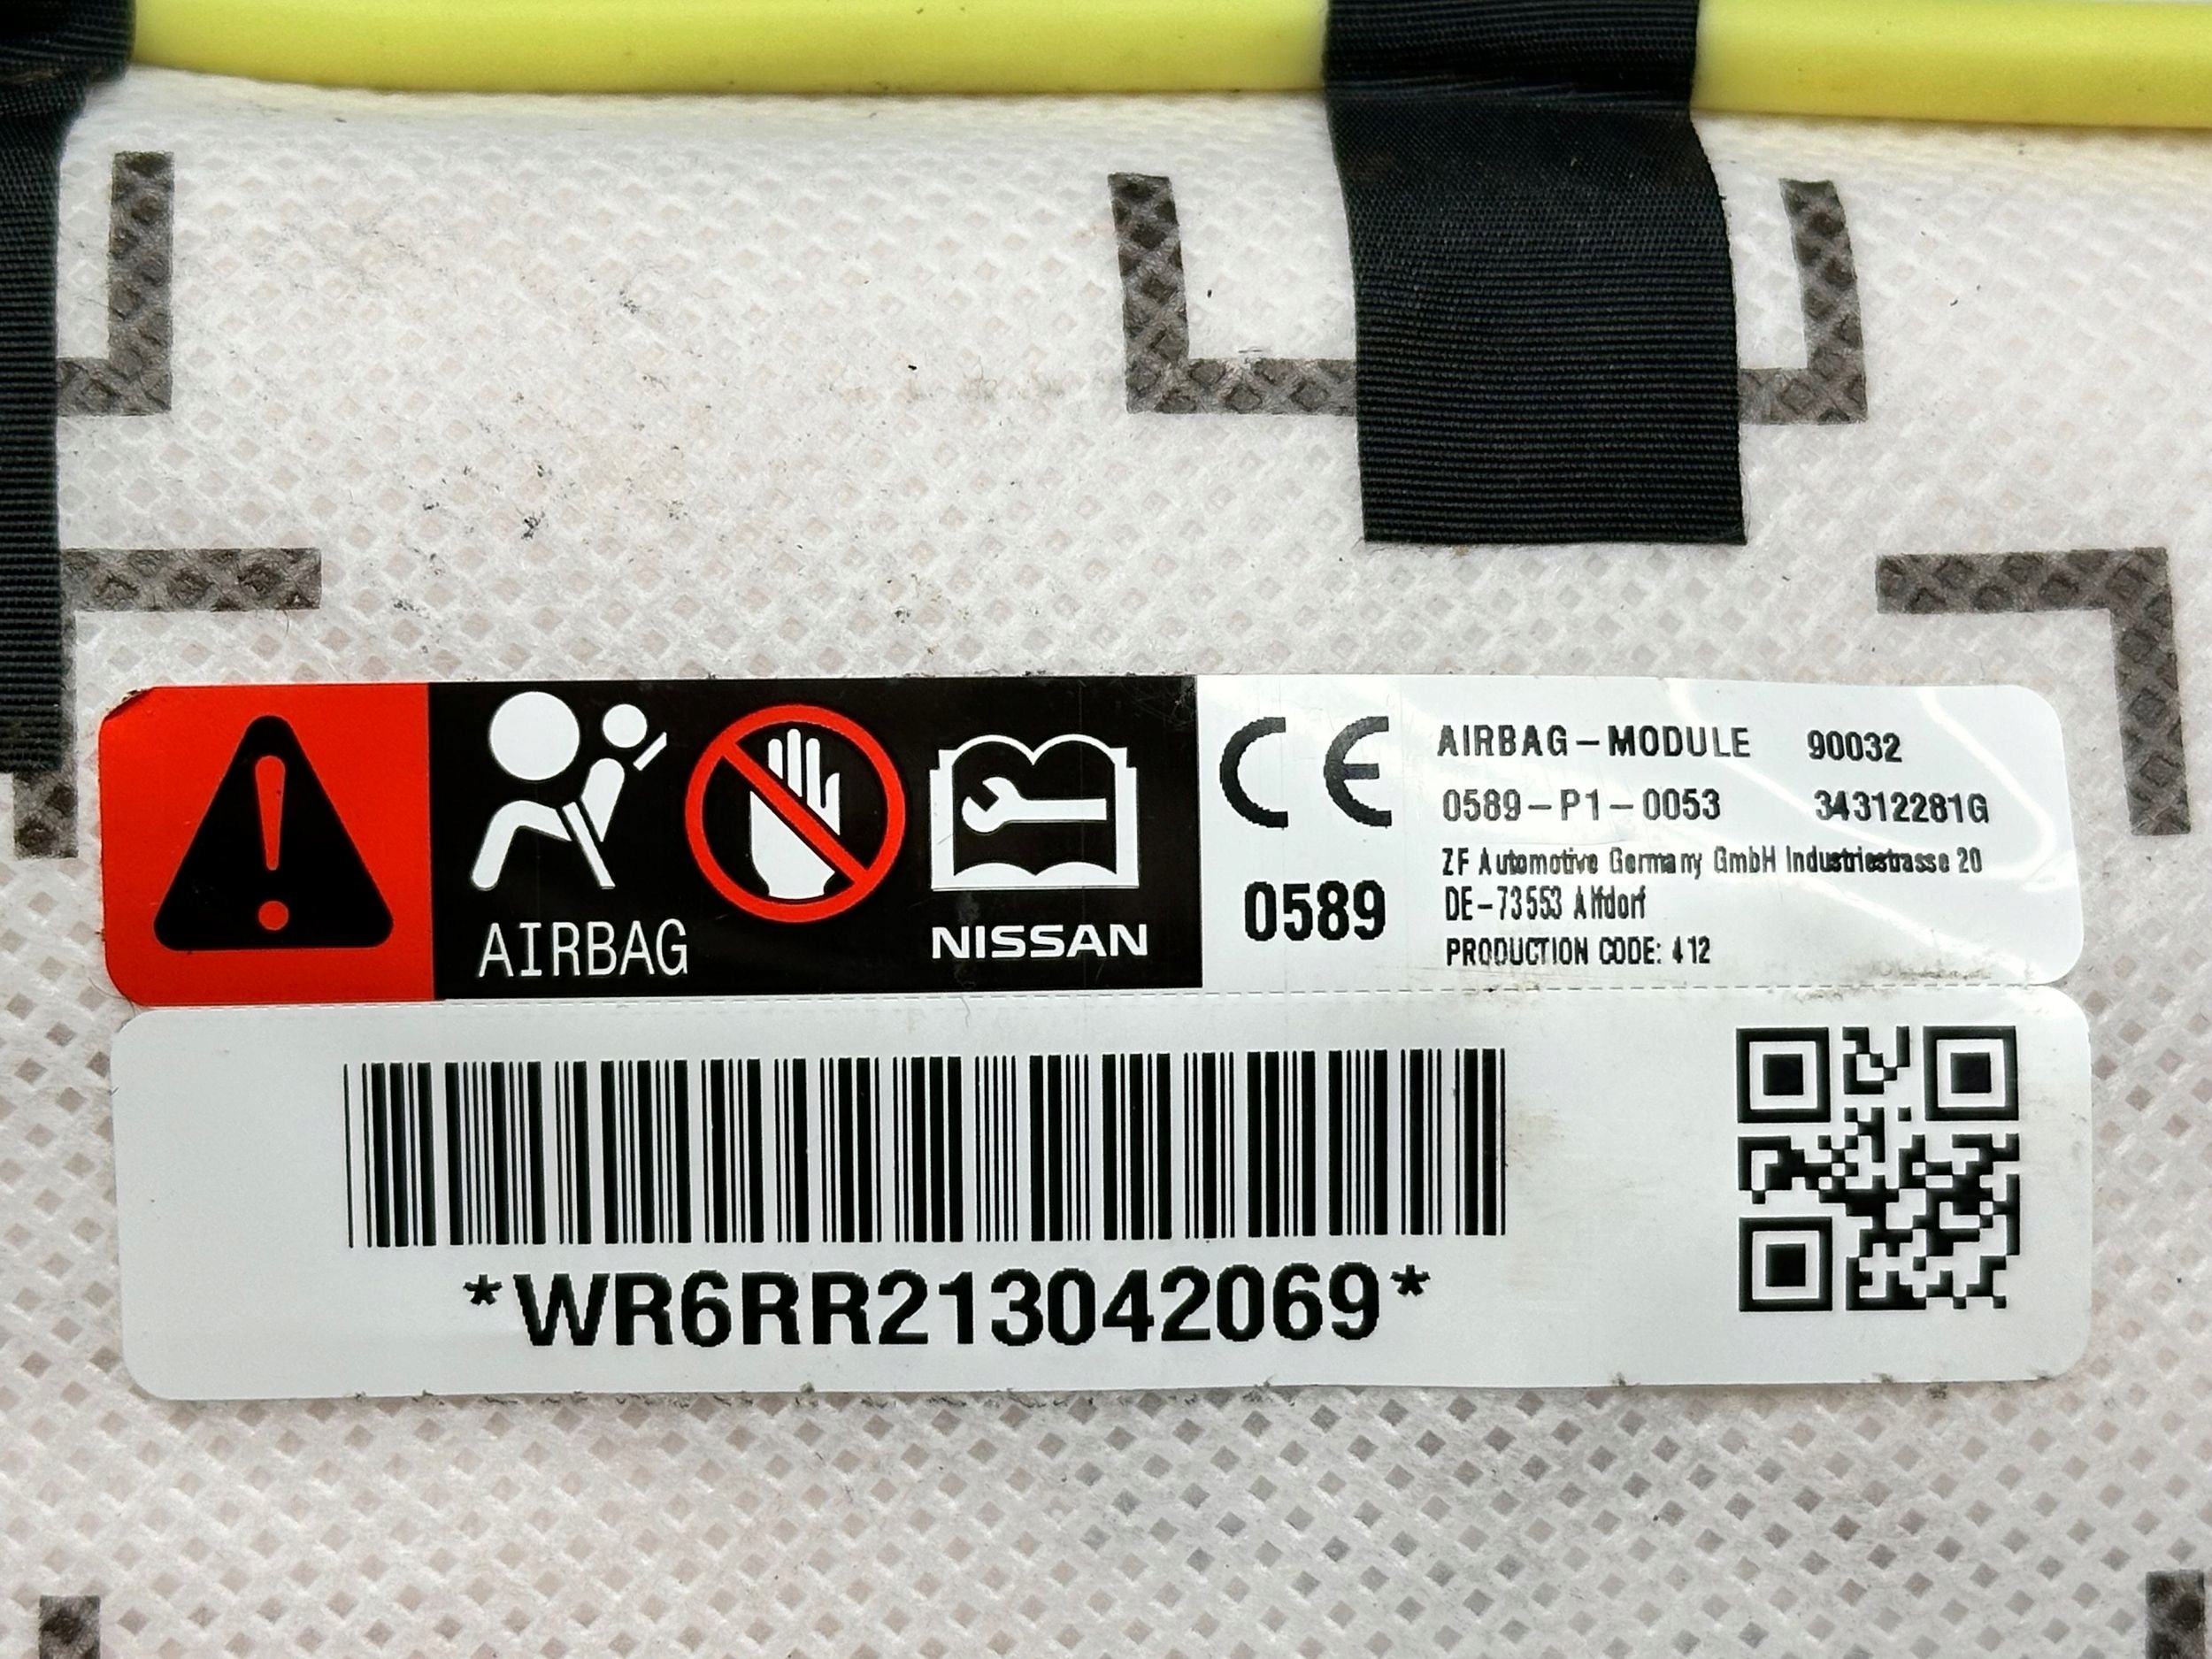 AIRBAG
NISSAN
CE
0589
AIRBAG-MODULE 90032
0589-P1-0053 34312281G
ZF Automotive Germany GmbH Industriestrasse 20
DE-73553 Alfdorf
PRODUCTION CODE: 412
*WR6RR213042069*